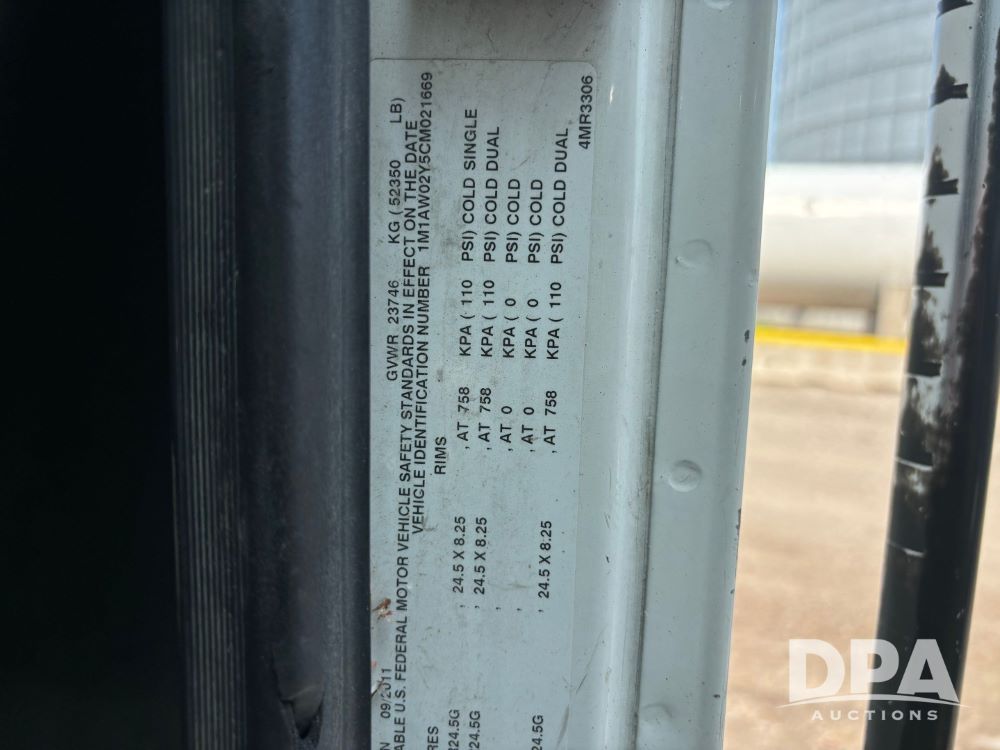 N 09/2011 GVWR 23746 KG ( 52350 LB)
ABLE U.S. FEDERAL MOTOR VEHICLE SAFETY STANDARDS IN EFFECT ON THE DATE
VEHICLE IDENTIFICATION NUMBER 1M1AW02Y5CM021669
RES RIMS
R24.5G , 24.5 X 8.25 , AT 758 KPA ( 110 PSI) COLD SINGLE
24.5G , 24.5 X 8.25 , AT 758 KPA ( 110 PSI) COLD DUAL
, , AT 0 KPA ( 0 PSI) COLD
, , AT 0 KPA ( 0 PSI) COLD
24.5G , 24.5 X 8.25 , AT 758 KPA ( 110 PSI) COLD DUAL
4MR3306
DPA
AUCTIONS